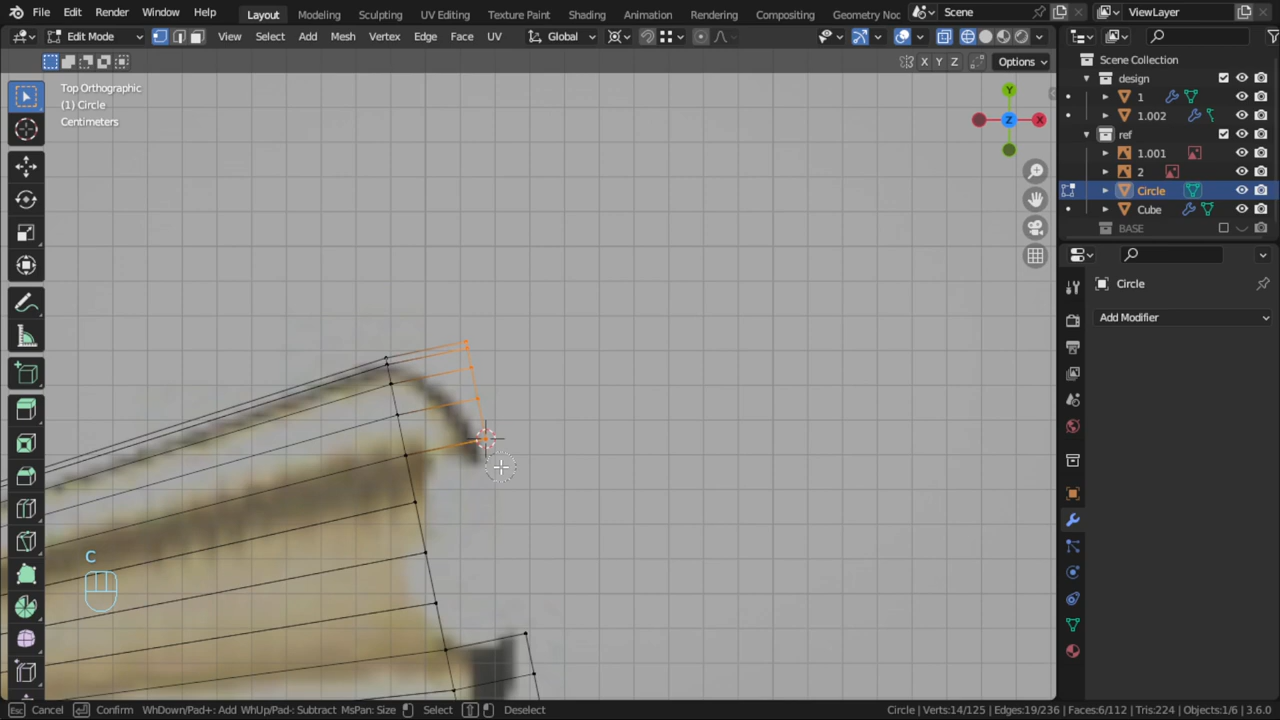 File Edit Render Window Help Layout Modeling Sculpting UV Editing Texture Paint Shading Animation Rendering Compositing Geometry Noc Scene ViewLayer
Edit Mode View Select Add Mesh Vertex Edge Face UV Global
X Y Z Options
Top Orthographic
(1) Circle
Centimeters
Y
Z
X
C
Scene Collection
design
1
1.002
ref
1.001
2
Circle
Cube
BASE
Circle
Add Modifier
Cancel Confirm WhDown/Pad+: Add WhUp/Pad-: Subtract MsPan: Size Select Deselect Circle | Verts:14/125 | Edges:19/236 | Faces:6/112 | Tris:224 | Objects:1/6 | 3.6.0